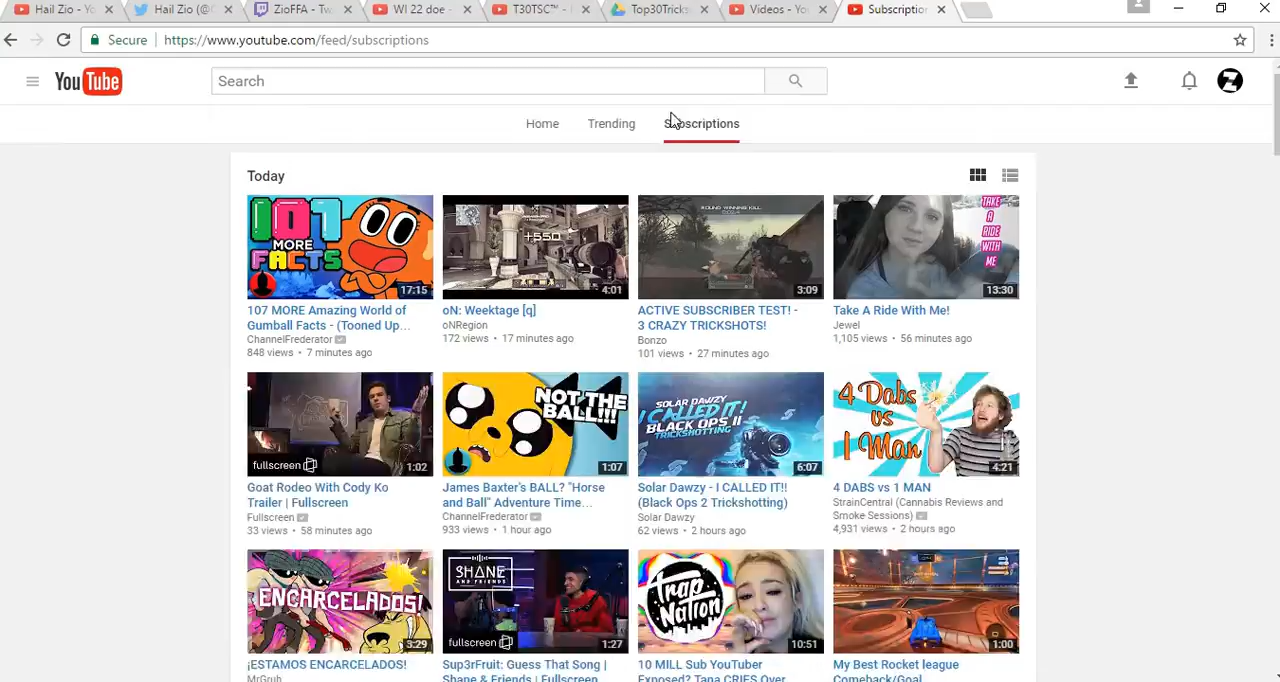 Hail Zio - Yo
Hail Zio (@
ZioFFA - Tw
WI 22 doe -
T30TSC™ -
Top30Tricks
Videos - Yo
Subscription
Secure
https://www.youtube.com/feed/subscriptions
YouTube
Search
Home
Trending
Subscriptions
Today
107
MORE
FACTS
17:15
+550
4:01
ROUND WINNING KILL
3:09
TAKE
A
RIDE
WITH
ME
13:30
107 MORE Amazing World of
Gumball Facts - (Tooned Up...
ChannelFrederator
848 views • 7 minutes ago
oN: Weektage [q]
oNRegion
172 views • 17 minutes ago
ACTIVE SUBSCRIBER TEST! -
3 CRAZY TRICKSHOTS!
Bonzo
101 views • 27 minutes ago
Take A Ride With Me!
Jewel
1,105 views • 56 minutes ago
fullscreen
1:02
NOT THE
BALL!!!
1:07
SOLAR DAWZY
I CALLED IT!
BLACK OPS II
TRICKSHOTTING
6:07
4 Dabs
vs
1 Man
4:21
Goat Rodeo With Cody Ko
Trailer | Fullscreen
Fullscreen
33 views • 58 minutes ago
James Baxter's BALL? "Horse
and Ball" Adventure Time...
ChannelFrederator
933 views • 1 hour ago
Solar Dawzy - I CALLED IT!!
(Black Ops 2 Trickshotting)
Solar Dawzy
62 views • 2 hours ago
4 DABS vs 1 MAN
StrainCentral (Cannabis Reviews and
Smoke Sessions)
4,931 views • 2 hours ago
ENCARCELADOS!
3:29
SHANE
AND FRIENDS
fullscreen
1:27
Trap
NATION
10:51
1:00
¡ESTAMOS ENCARCELADOS!
MrGruh
Sup3rFruit: Guess That Song |
Shane & Friends | Fullscreen
10 MILL Sub YouTuber
Exposed? Tana CRIES Over
My Best Rocket league
Comeback/Goal